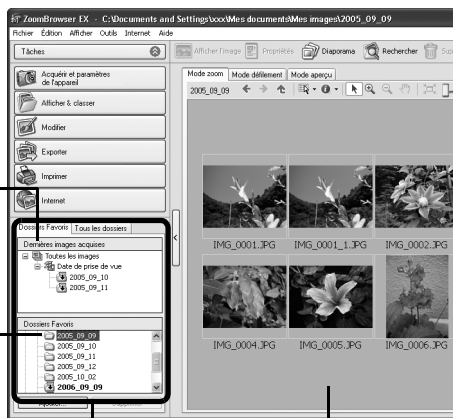 ZoomBrowser EX - C:\Documents and Settings\xxx\Mes documents\Mes images\2005_09_09
Fichier Édition Afficher Outils Internet Aide
Tâches
Afficher l'image Propriétés Diaporama Rechercher
Acquérir et paramètres
de l'appareil
Afficher & classer
Modifier
Exporter
Imprimer
Internet
Mode zoom Mode défilement Mode aperçu
2005_09_09
Dossiers Favoris Tous les dossiers
Dernières images acquises
Toutes les images
Date de prise de vue
2005_09_10
2005_09_11
Dossiers Favoris
2005_09_09
2005_09_10
2005_09_11
2005_09_12
2005_10_02
2006_09_09
Ajouter... Supprimer
IMG_0001.JPG IMG_0001_1.JPG IMG_0002.JPG
IMG_0004.JPG IMG_0005.JPG IMG_0006.JPG